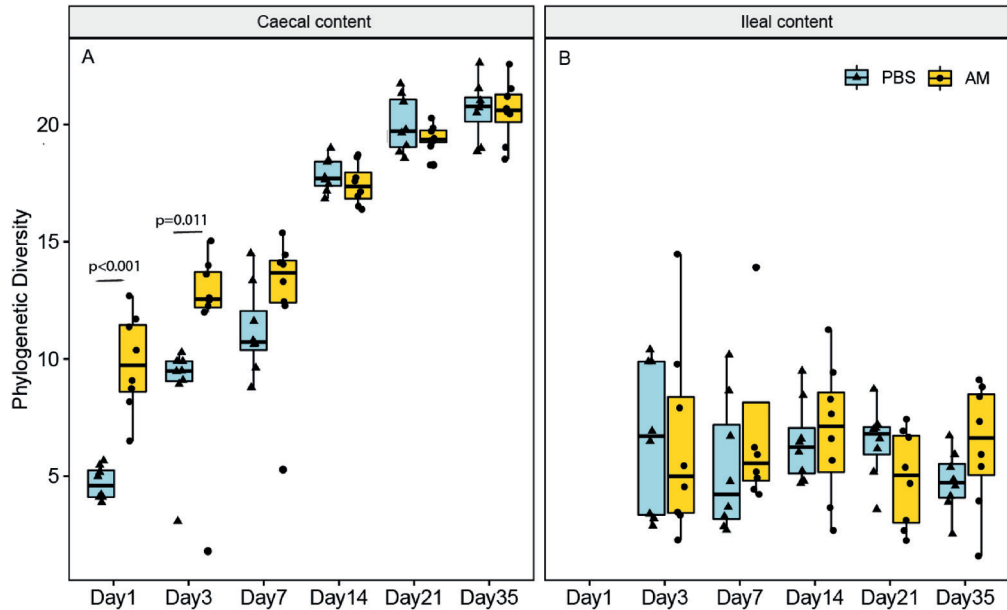 Caecal content
Ileal content
A
B
PBS
AM
Phylogenetic Diversity
20
15
10
5
p<0.001
p=0.011
Day1 Day3 Day7 Day14 Day21 Day35
Day1 Day3 Day7 Day14 Day21 Day35